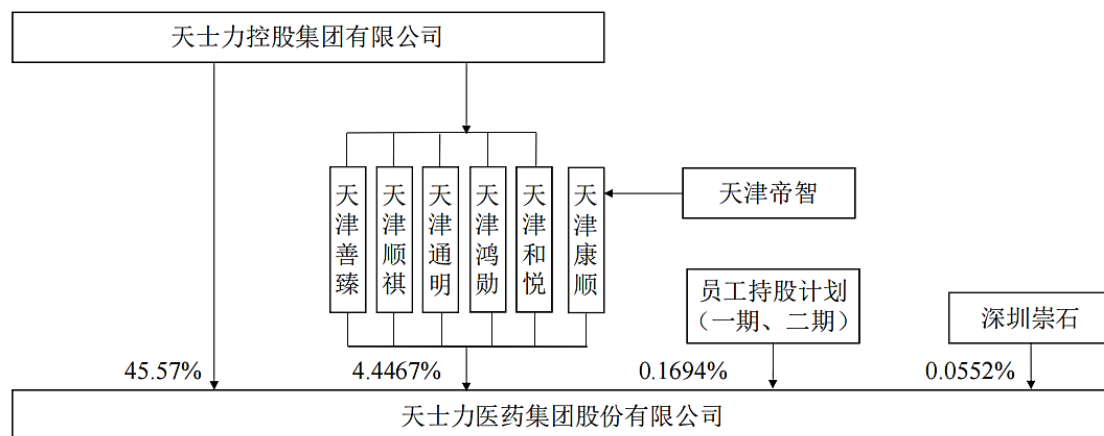 天士力控股集团有限公司
天津善臻
天津顺祺
天津通明
天津鸿勋
天津和悦
天津康顺
天津帝智
员工持股计划
（一期、二期）
深圳崇石
45.57%
4.4467%
0.1694%
0.0552%
天士力医药集团股份有限公司